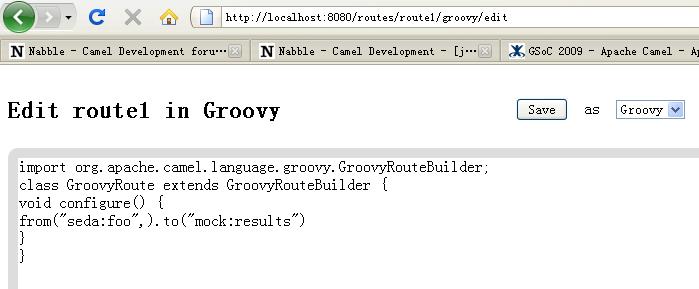 http://localhost:8080/routes/route1/groovy/edit
Nabble - Camel Development foru...
Nabble - Camel Development - [j...
GSoC 2009 - Apache Camel - Ap
Edit route1 in Groovy
Save as Groovy
import org.apache.camel.language.groovy.GroovyRouteBuilder;
class GroovyRoute extends GroovyRouteBuilder {
void configure() {
from("seda:foo",).to("mock:results")
}
}